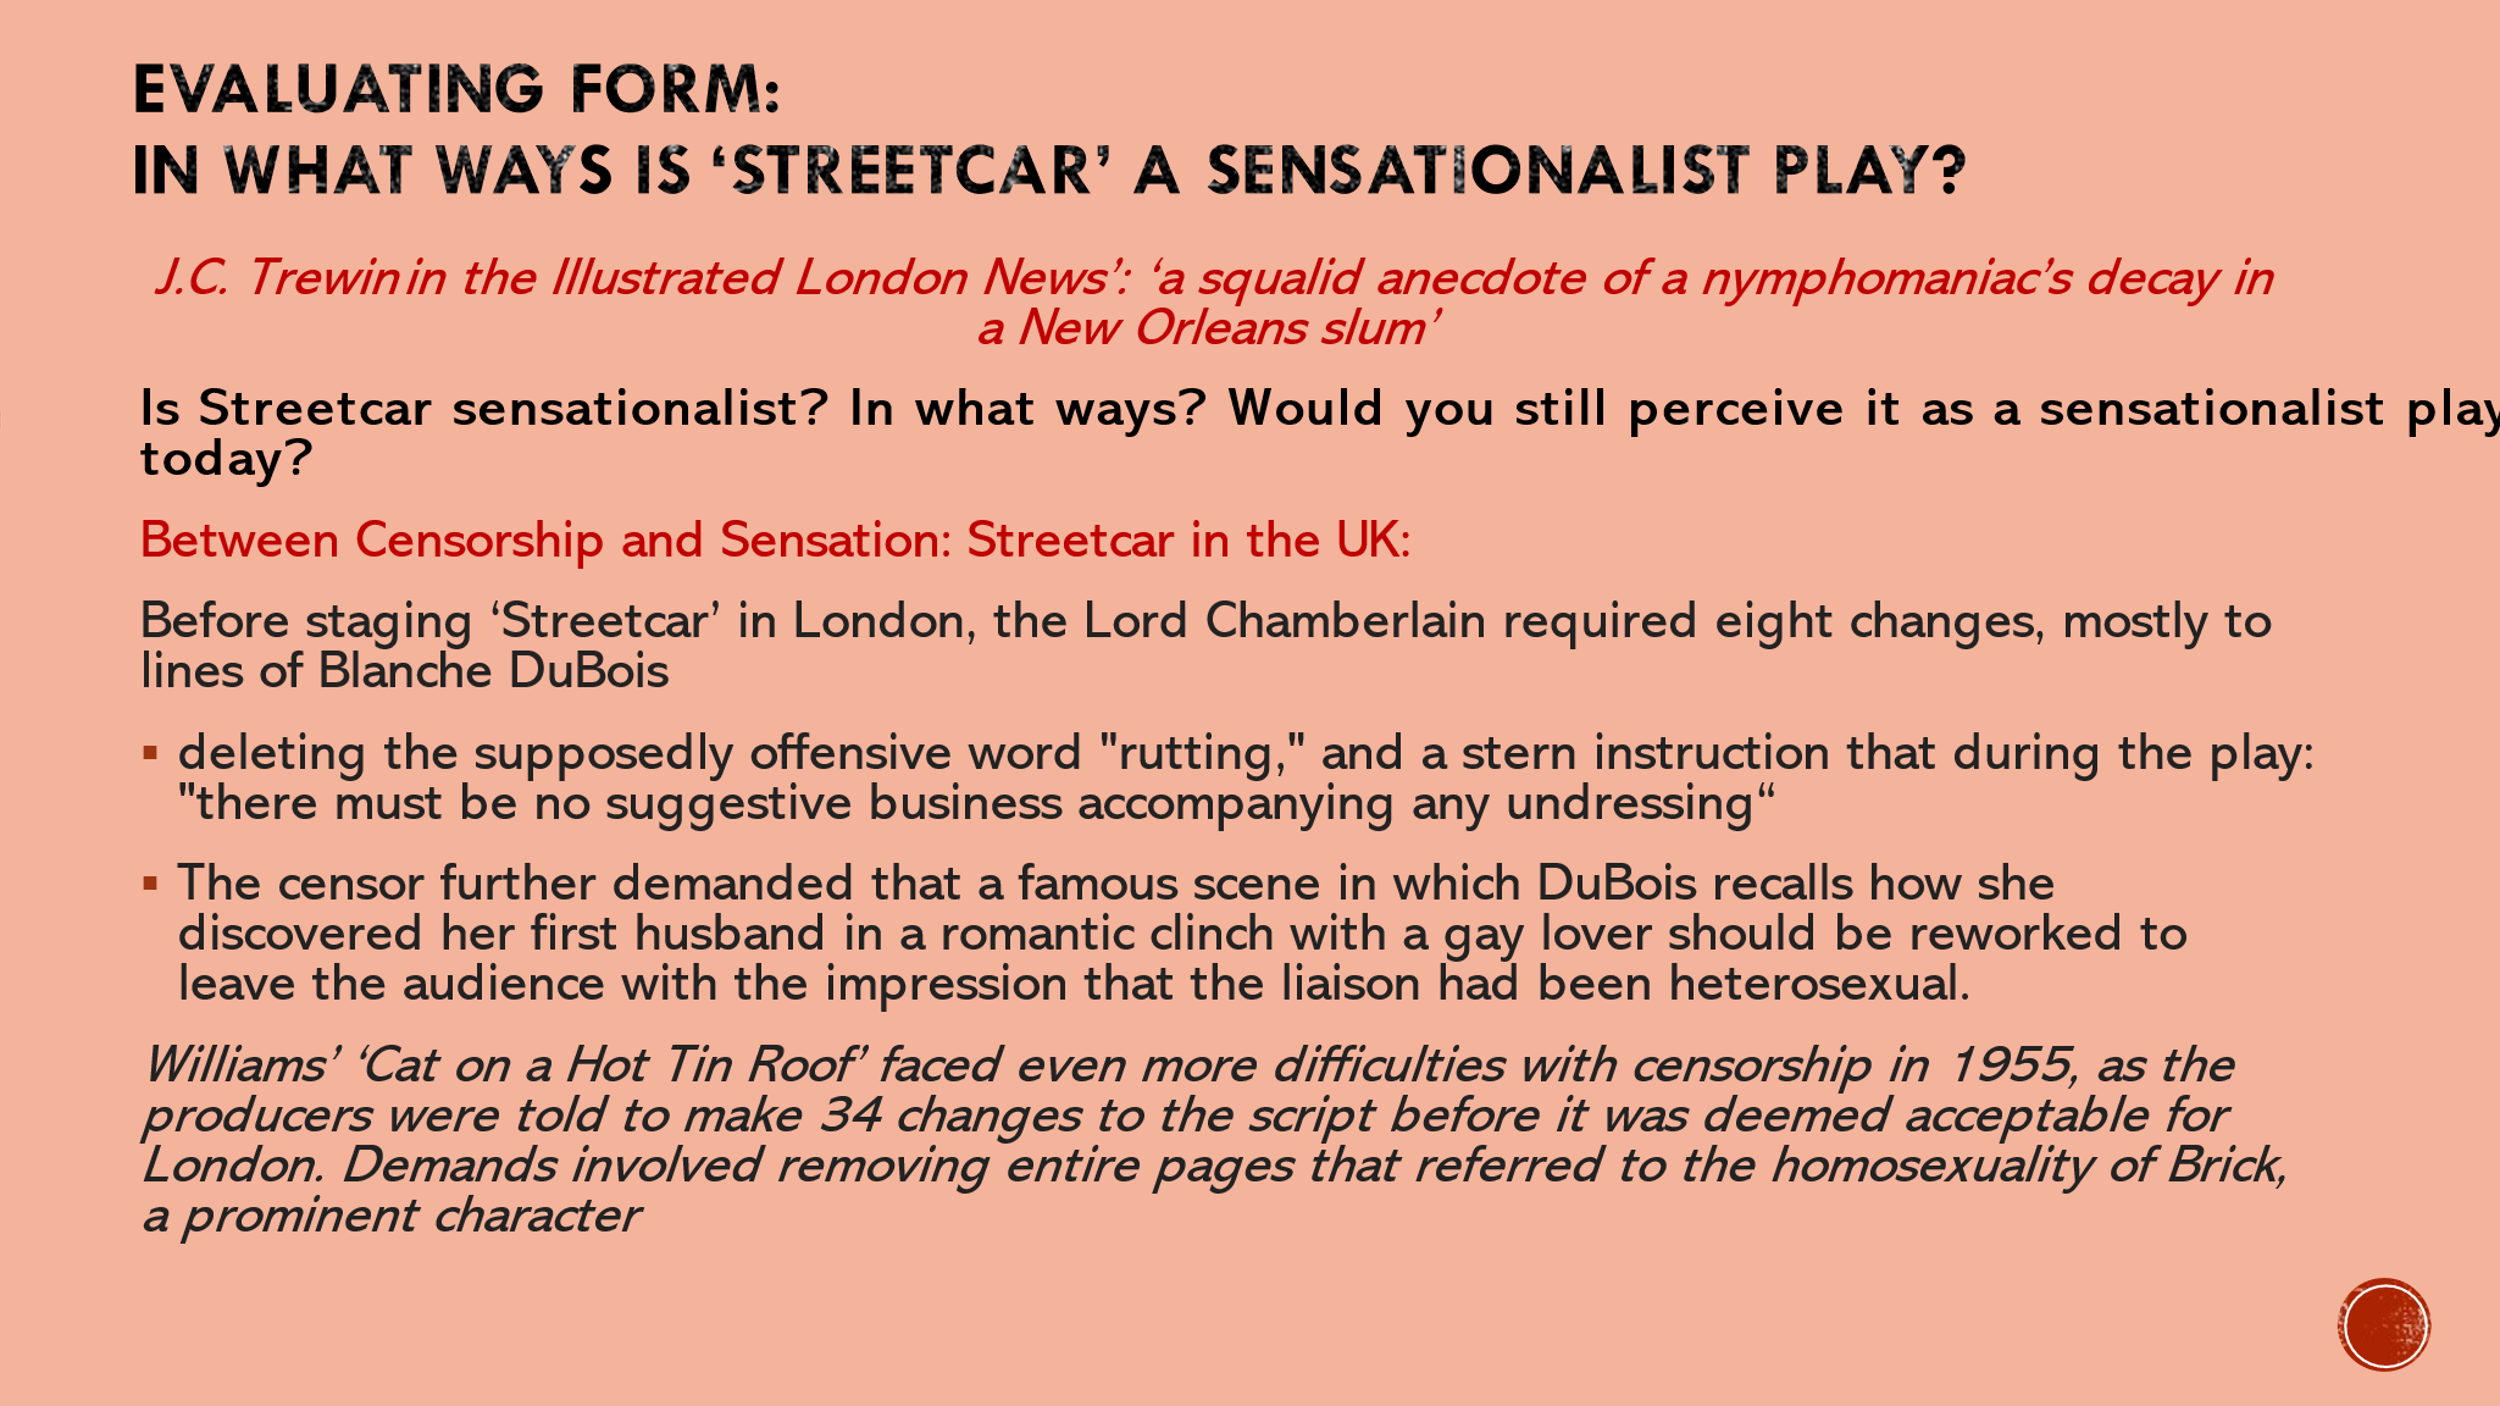 EVALUATING FORM:
IN WHAT WAYS IS ‘STREETCAR’ A SENSATIONALIST PLAY?
J.C. Trewin in the Illustrated London News’: ‘a squalid anecdote of a nymphomaniac’s decay in
a New Orleans slum’
Is Streetcar sensationalist? In what ways? Would you still perceive it as a sensationalist play
today?
Between Censorship and Sensation: Streetcar in the UK:
Before staging ‘Streetcar’ in London, the Lord Chamberlain required eight changes, mostly to
lines of Blanche DuBois
▪ deleting the supposedly offensive word "rutting," and a stern instruction that during the play:
"there must be no suggestive business accompanying any undressing“
▪ The censor further demanded that a famous scene in which DuBois recalls how she
discovered her first husband in a romantic clinch with a gay lover should be reworked to
leave the audience with the impression that the liaison had been heterosexual.
Williams’ ‘Cat on a Hot Tin Roof’ faced even more difficulties with censorship in 1955, as the
producers were told to make 34 changes to the script before it was deemed acceptable for
London. Demands involved removing entire pages that referred to the homosexuality of Brick,
a prominent character